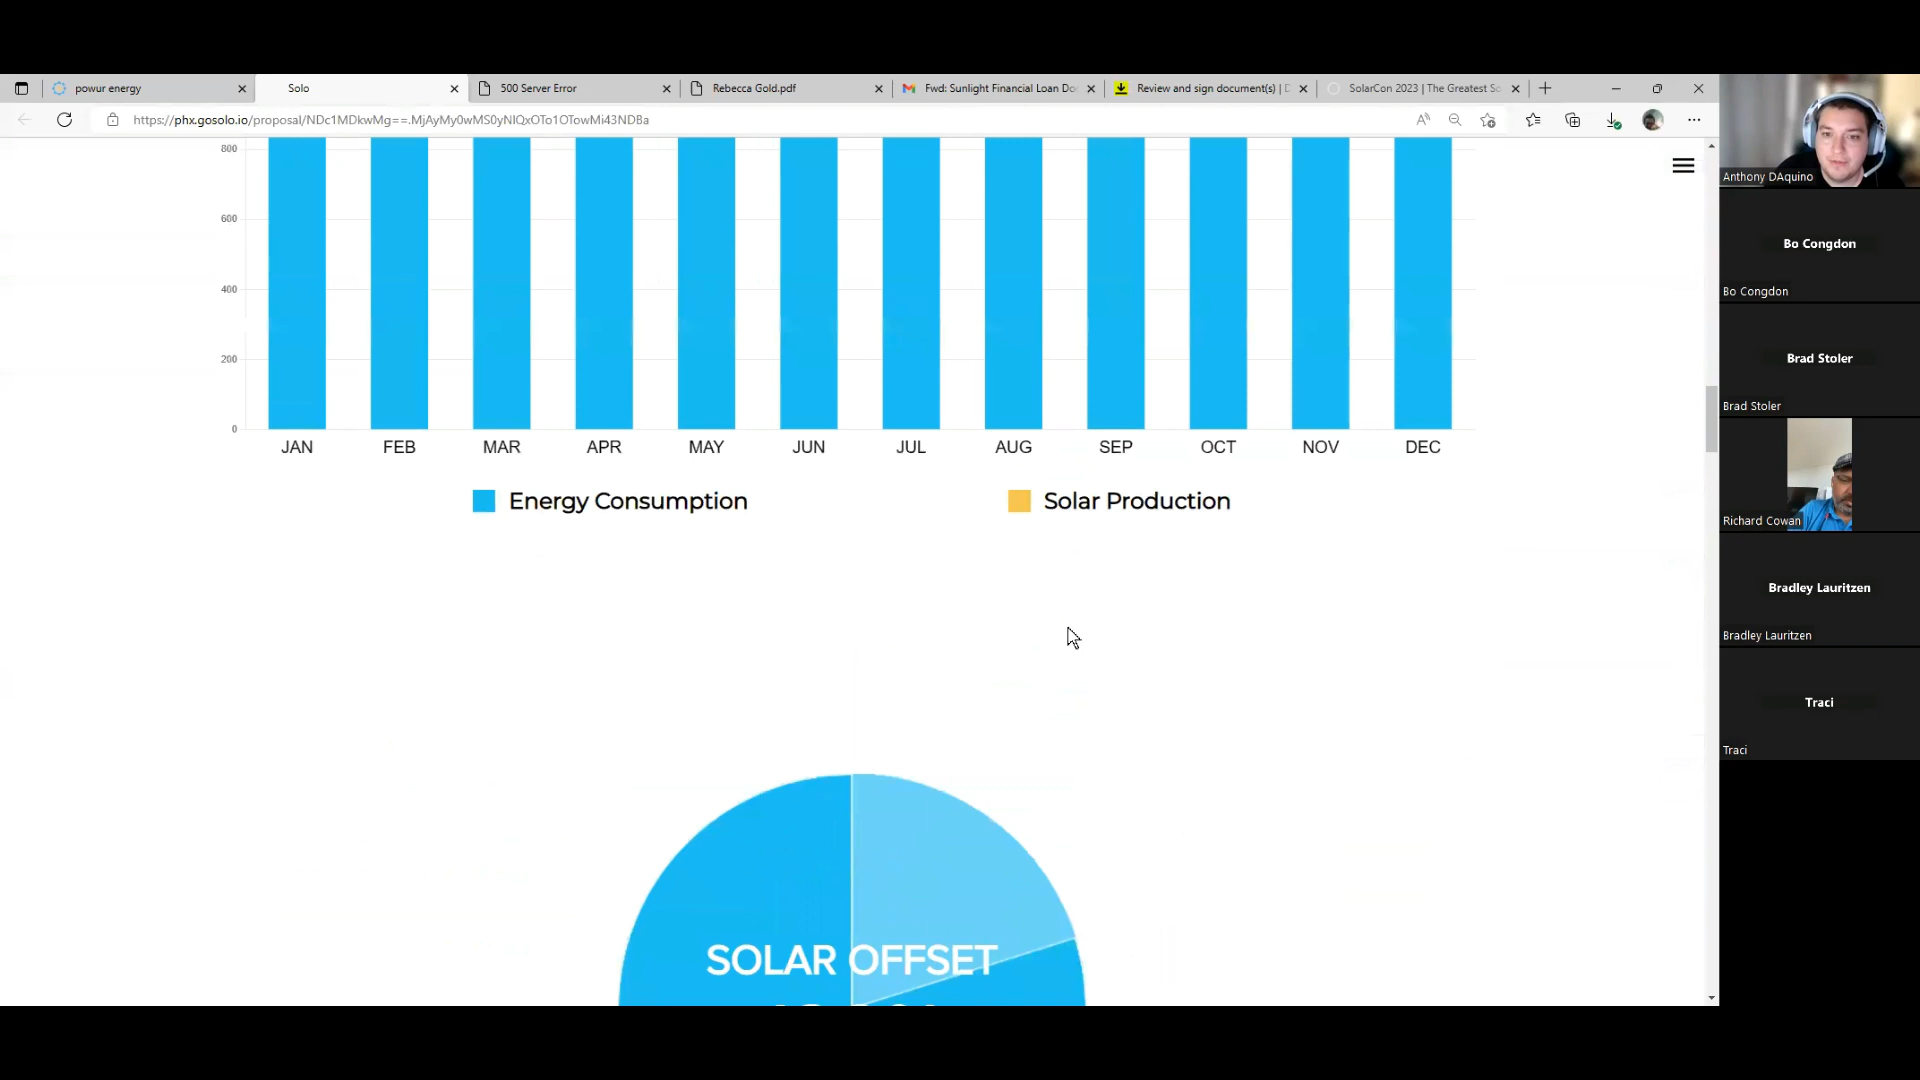 powur energy
Solo
500 Server Error
Rebecca Gold.pdf
Fwd: Sunlight Financial Loan Do
Review and sign document(s) | D
SolarCon 2023 | The Greatest So
https://phx.gosolo.io/proposal/NDc1MDkwMg==.MjAyMy0wMS0yNlQxOTo1OTowMi43NDBa
800
600
400
200
0
JAN FEB MAR APR MAY JUN JUL AUG SEP OCT NOV DEC
Energy Consumption Solar Production
SOLAR OFFSET
Anthony DAquino
Bo Congdon
Bo Congdon
Brad Stoler
Brad Stoler
Richard Cowan
Bradley Lauritzen
Bradley Lauritzen
Traci
Traci